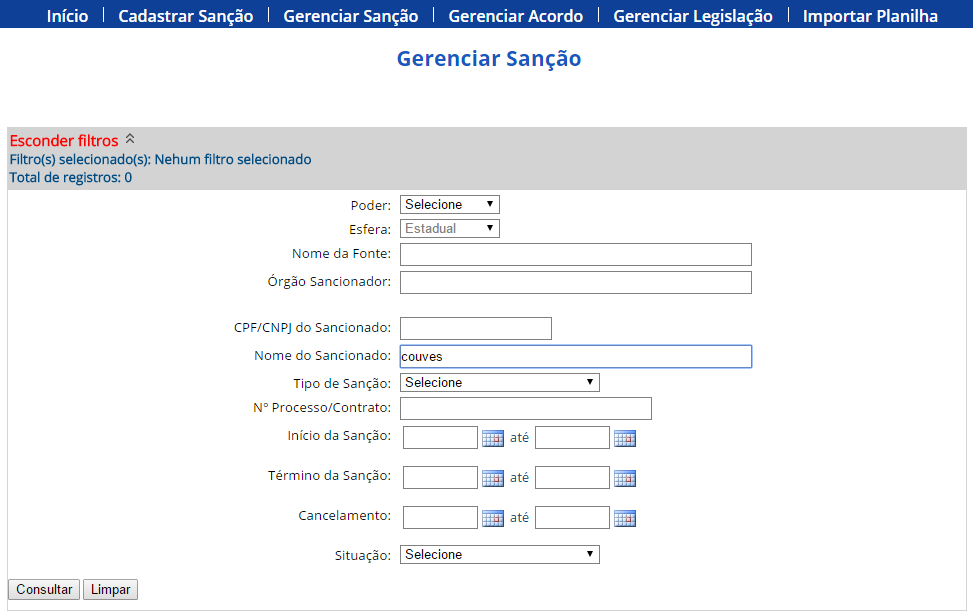 Início Cadastrar Sanção Gerenciar Sanção Gerenciar Acordo Gerenciar Legislação Importar Planilha
Gerenciar Sanção
Esconder filtros
Filtro(s) selecionado(s): Nehum filtro selecionado
Total de registros: 0
Poder: Selecione
Esfera: Estadual
Nome da Fonte:
Órgão Sancionador:
CPF/CNPJ do Sancionado:
Nome do Sancionado: couves
Tipo de Sanção: Selecione
Nº Processo/Contrato:
Início da Sanção: até
Término da Sanção: até
Cancelamento: até
Situação: Selecione
Consultar Limpar